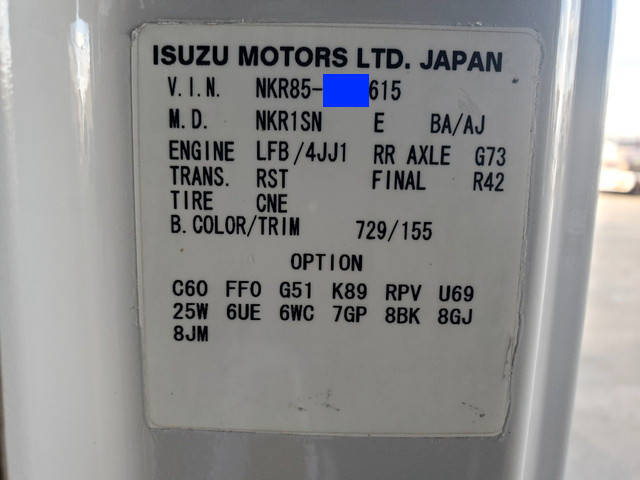 ISUZU MOTORS LTD. JAPAN
V.I.N. NKR85- 615
M.D. NKR1SN E BA/AJ
ENGINE LFB/4JJ1 RR AXLE G73
TRANS. RST FINAL R42
TIRE CNE
B.COLOR/TRIM 729/155
OPTION
C60 FF0 G51 K89 RPV U69
25W 6UE 6WC 7GP 8BK 8GJ
8JM